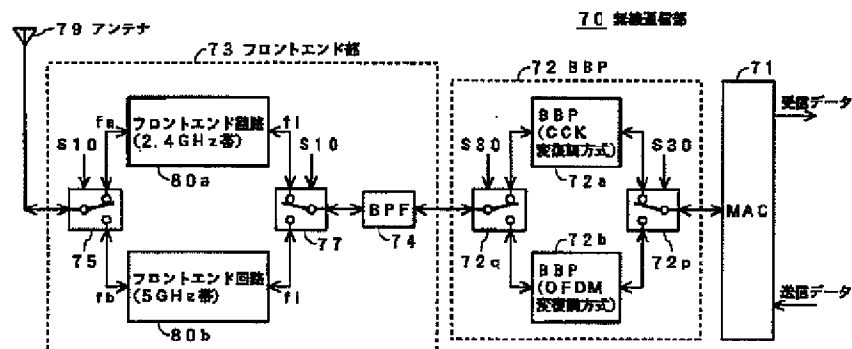 70 無線通信部
79 アンテナ
73 フロントエンド部
フロントエンド回路
(2.4GHz帯)
80a
fa
fi
S10
S10
75
77
BPF
74
フロントエンド回路
(5GHz帯)
80b
fb
fi
72 BBP
BBP
(CCK
変復調方式)
72a
S30
S30
72q
72p
72b
BBP
(OFDM
変復調方式)
71
MAC
受信データ
送信データ